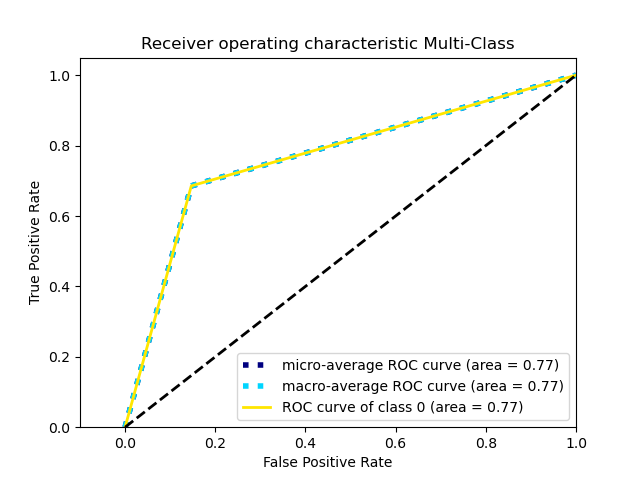 Receiver operating characteristic Multi-Class
True Positive Rate
1.0
0.8
0.6
0.4
0.2
0.0
micro-average ROC curve (area = 0.77)
macro-average ROC curve (area = 0.77)
ROC curve of class 0 (area = 0.77)
0.0 0.2 0.4 0.6 0.8 1.0
False Positive Rate